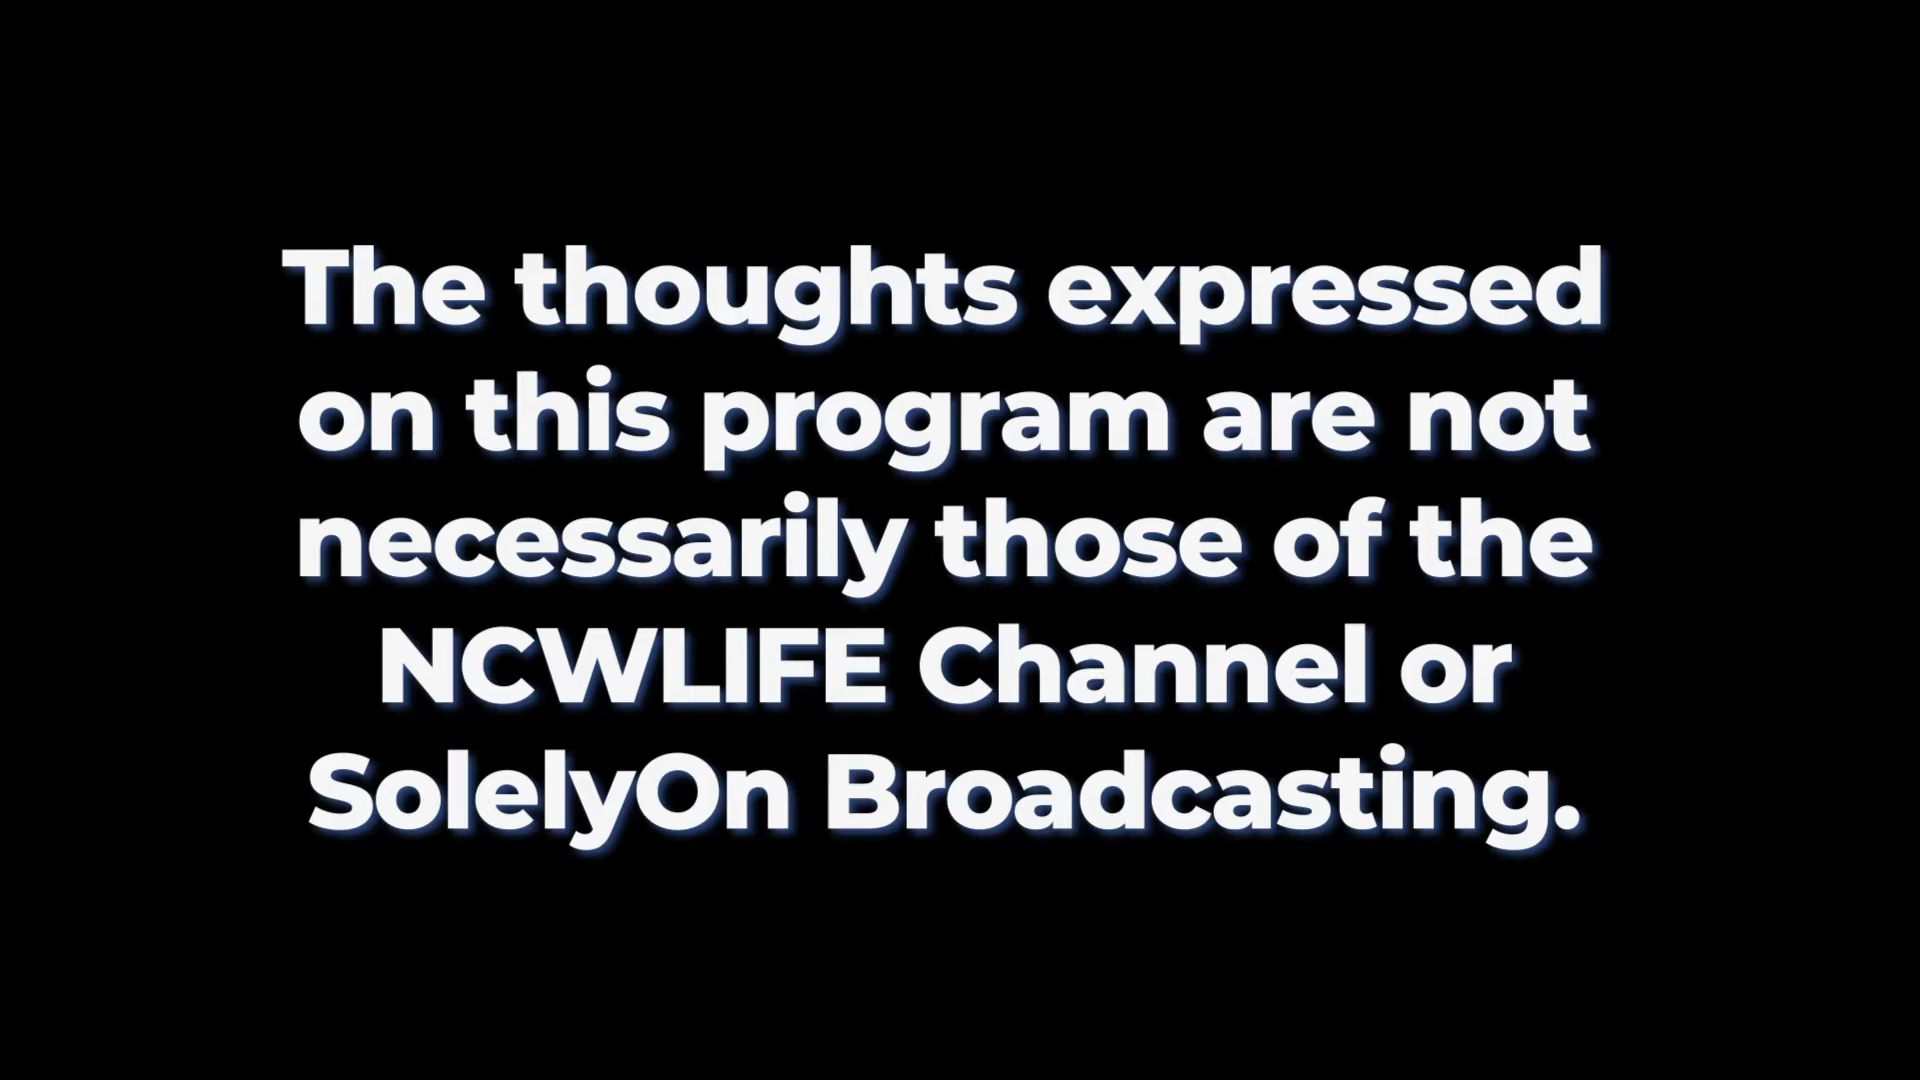 The thoughts expressed
on this program are not
necessarily those of the
NCWLIFE Channel or
SolelyOn Broadcasting.